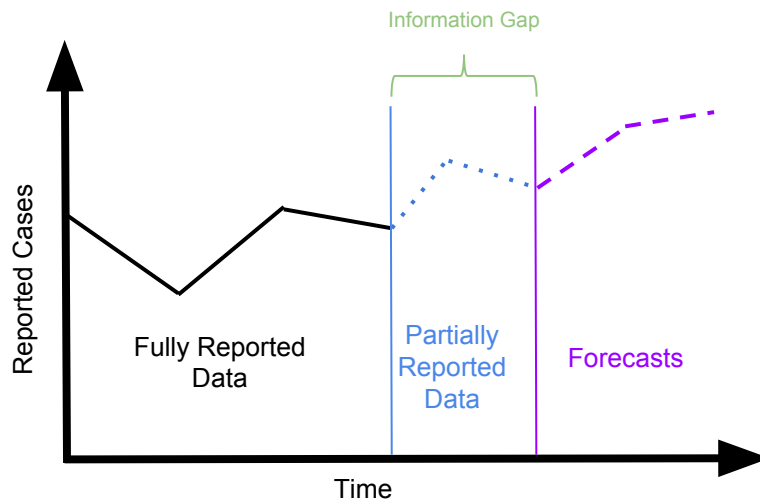 Information Gap
Reported Cases
Fully Reported
Data
Partially
Reported
Data
Forecasts
Time